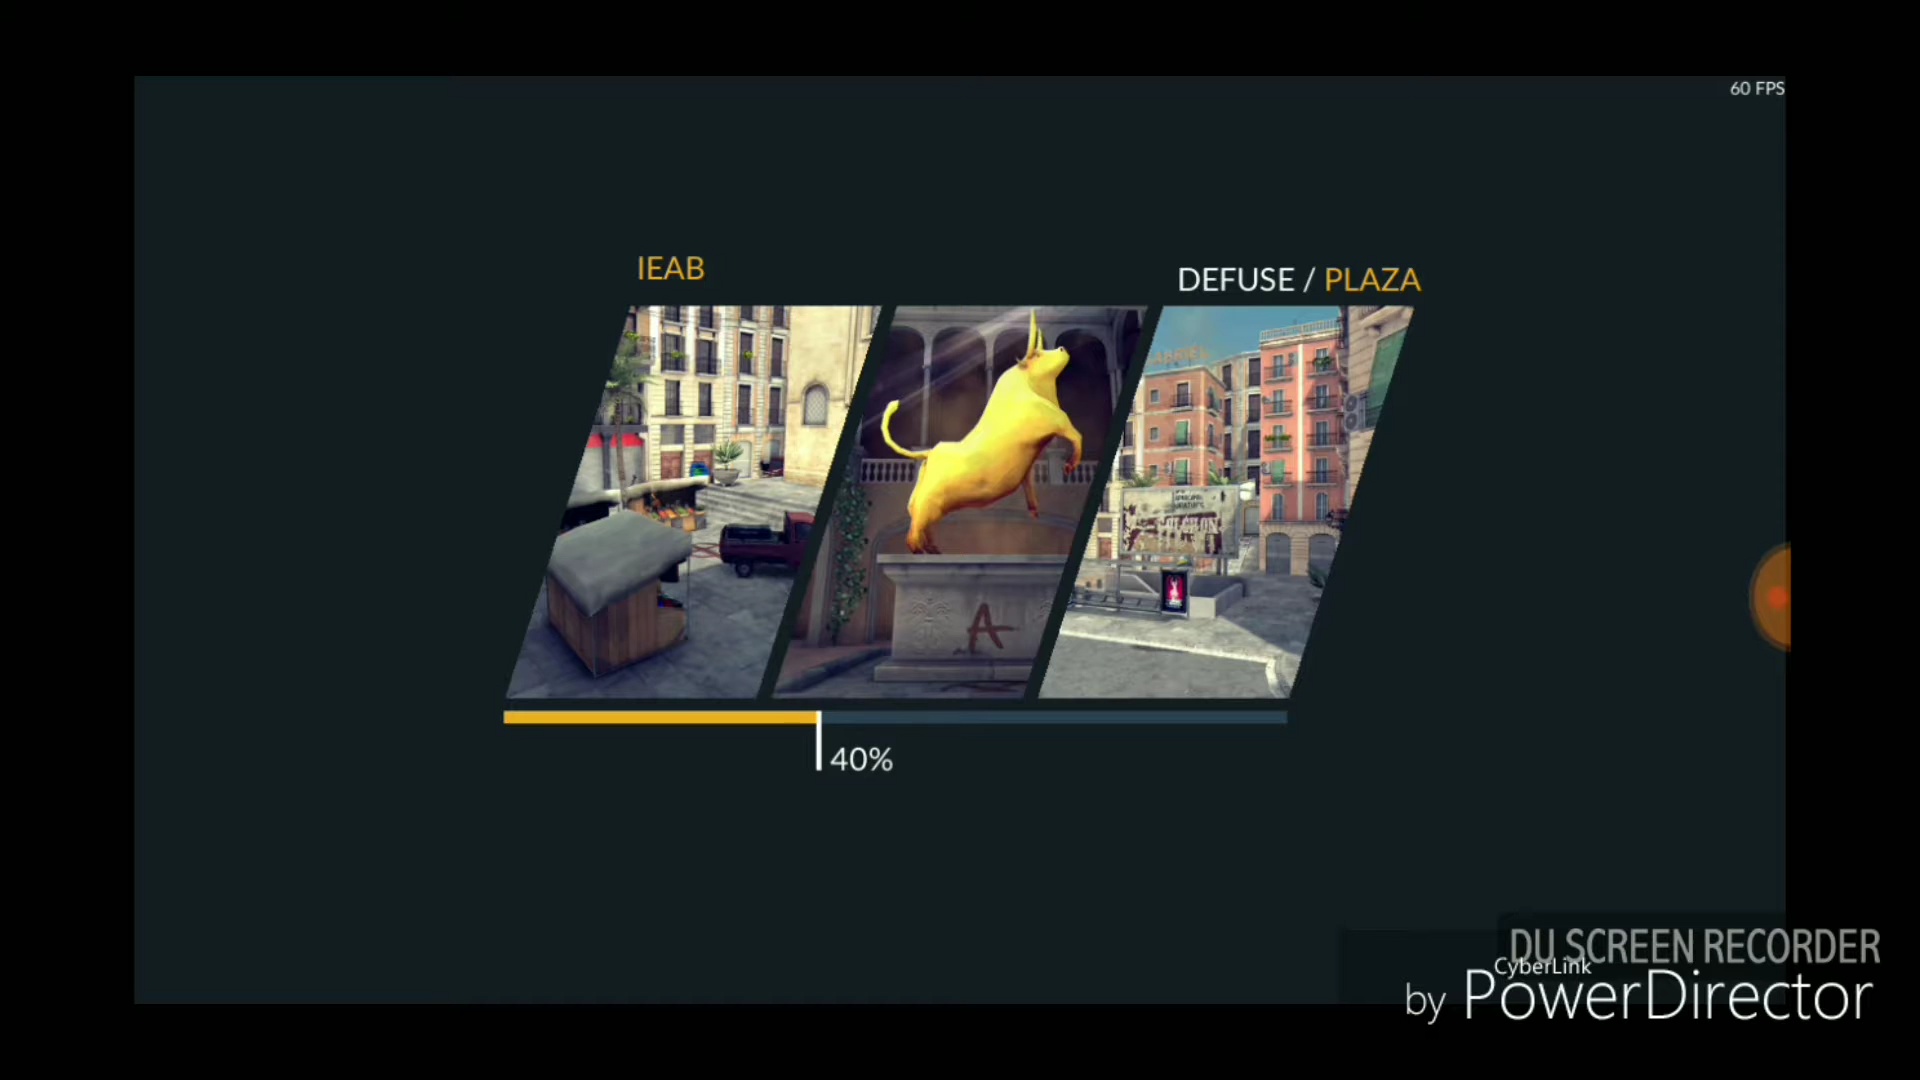 60 FPS
IEAB
DEFUSE / PLAZA
A
40%
DU SCREEN RECORDER
CyberLink
by PowerDirector